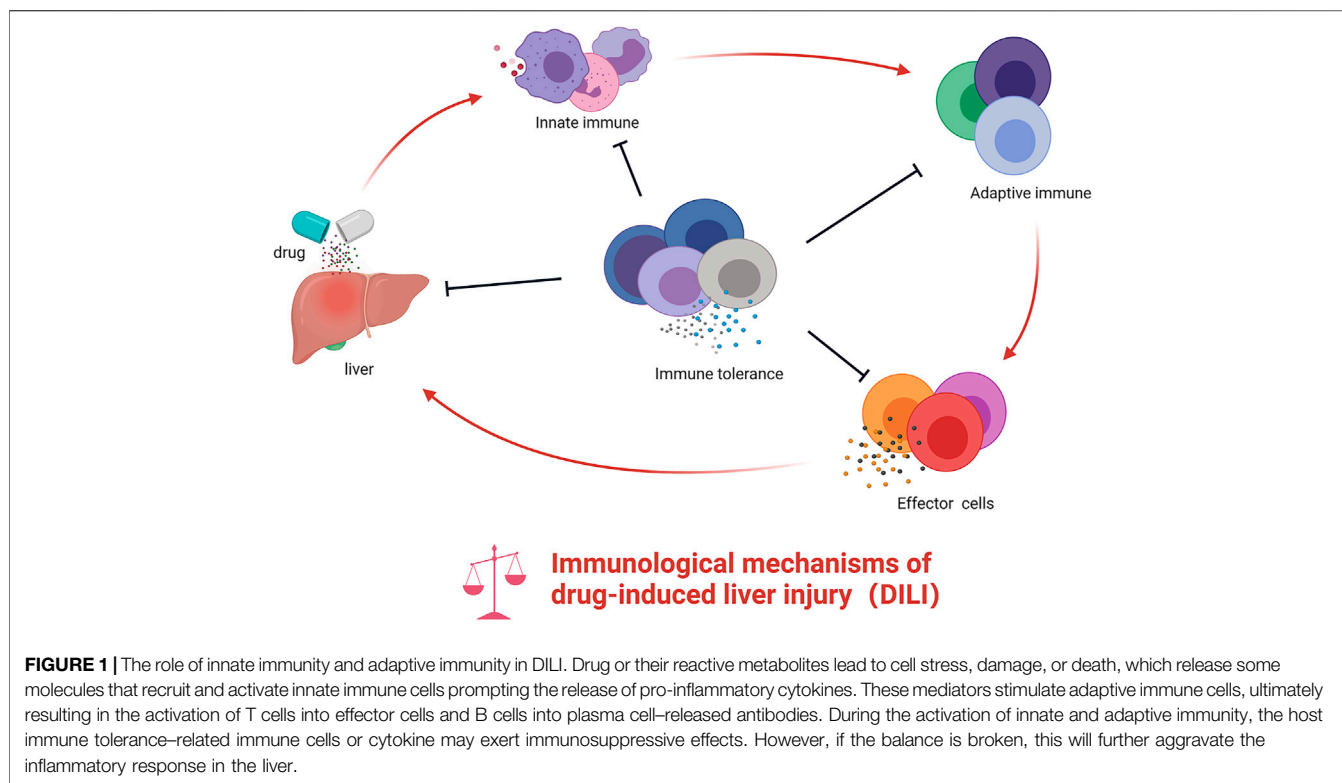 Innate immune
Adaptive immune
drug
liver
Immune tolerance
Effector cells
Immunological mechanisms of
drug-induced liver injury (DILI)
FIGURE 1 | The role of innate immunity and adaptive immunity in DILI. Drug or their reactive metabolites lead to cell stress, damage, or death, which release some
molecules that recruit and activate innate immune cells prompting the release of pro-inflammatory cytokines. These mediators stimulate adaptive immune cells, ultimately
resulting in the activation of T cells into effector cells and B cells into plasma cell–released antibodies. During the activation of innate and adaptive immunity, the host
immune tolerance–related immune cells or cytokine may exert immunosuppressive effects. However, if the balance is broken, this will further aggravate the
inflammatory response in the liver.